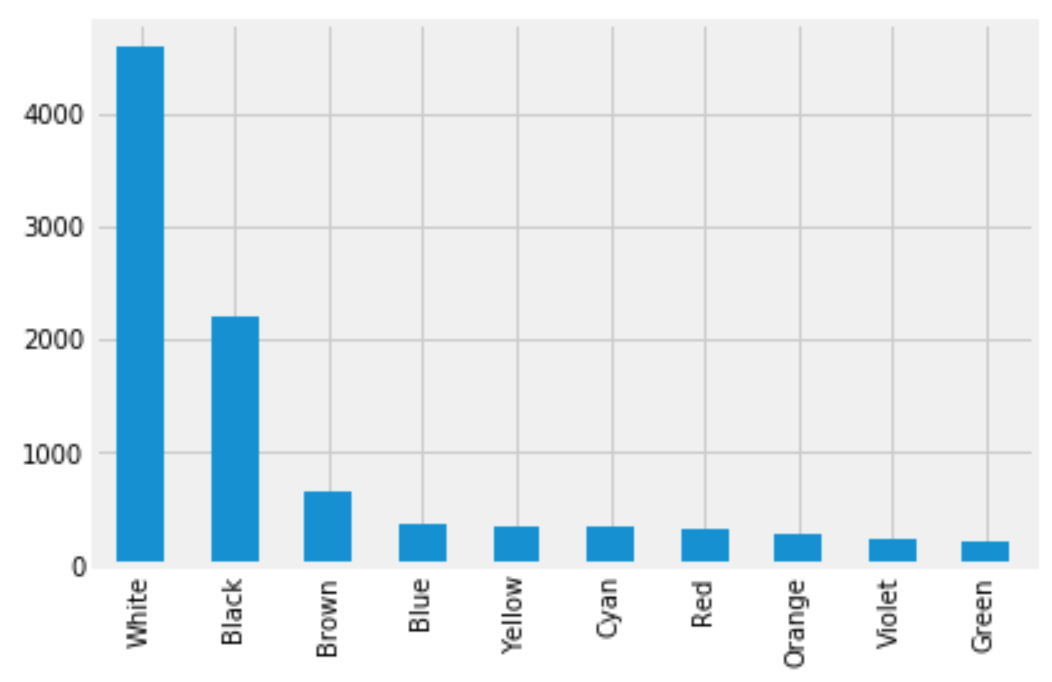 4000
3000
2000
1000
0
White
Black
Brown
Blue
Yellow
Cyan
Red
Orange
Violet
Green